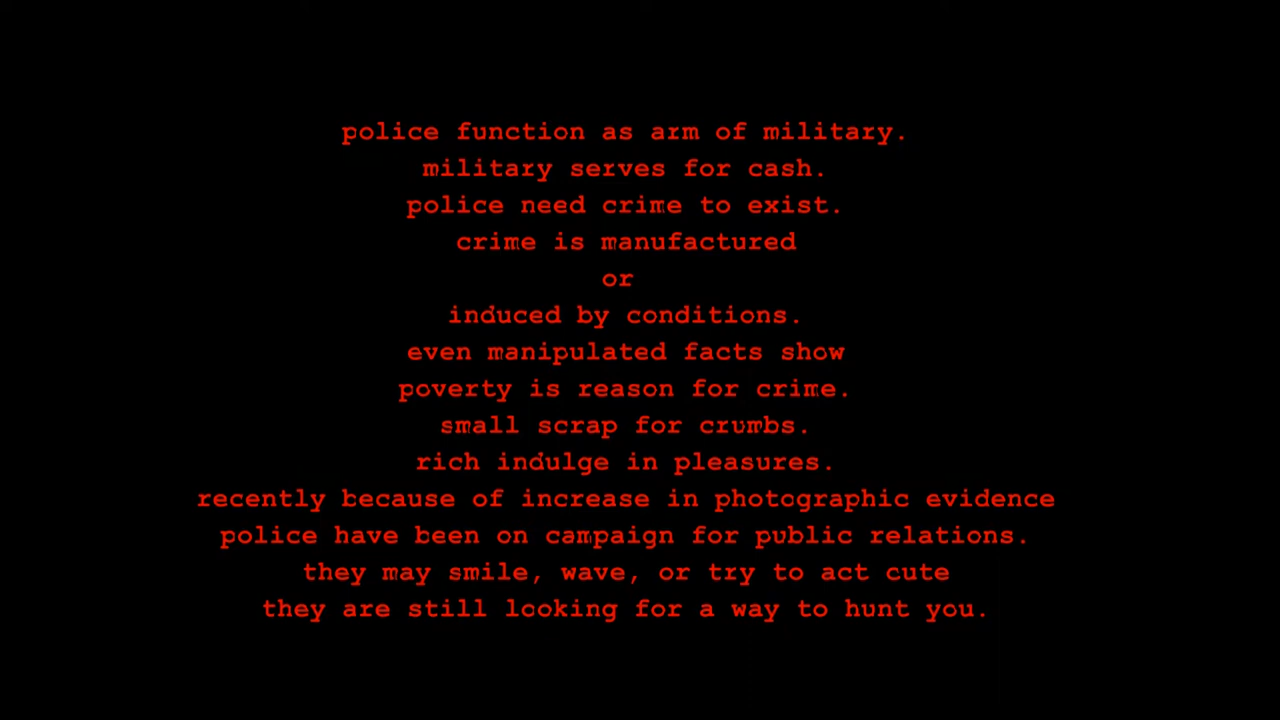 police function as arm of military.
military serves for cash.
police need crime to exist.
crime is manufactured
or
induced by conditions.
even manipulated facts show
poverty is reason for crime.
small scrap for crumbs.
rich indulge in pleasures.
recently because of increase in photographic evidence
police have been on campaign for public relations.
they may smile, wave, or try to act cute
they are still looking for a way to hunt you.